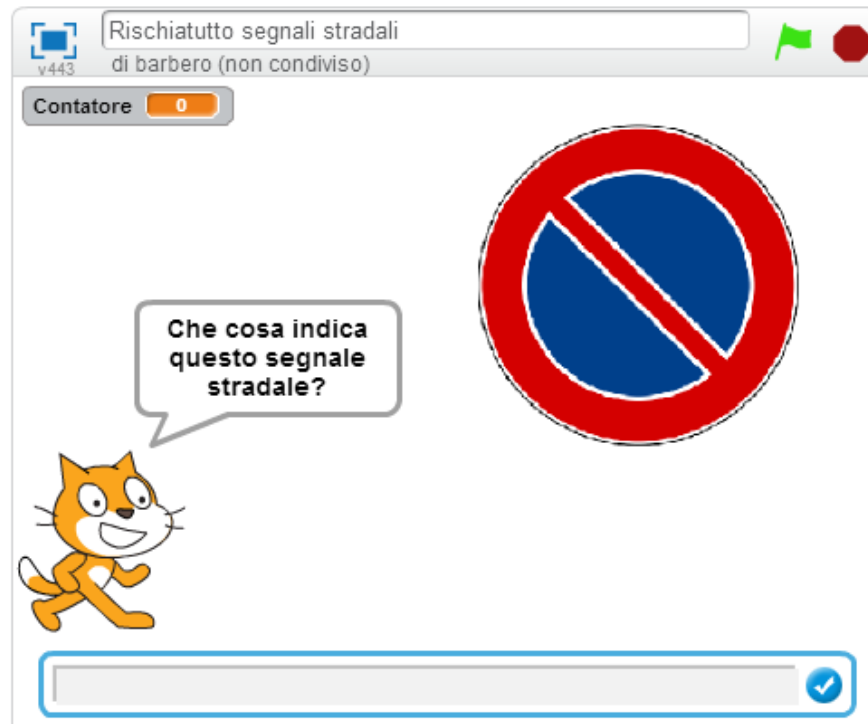 Rischiatutto segnali stradali
di barbero (non condiviso)
v443
Contatore 0
Che cosa indica
questo segnale
stradale?